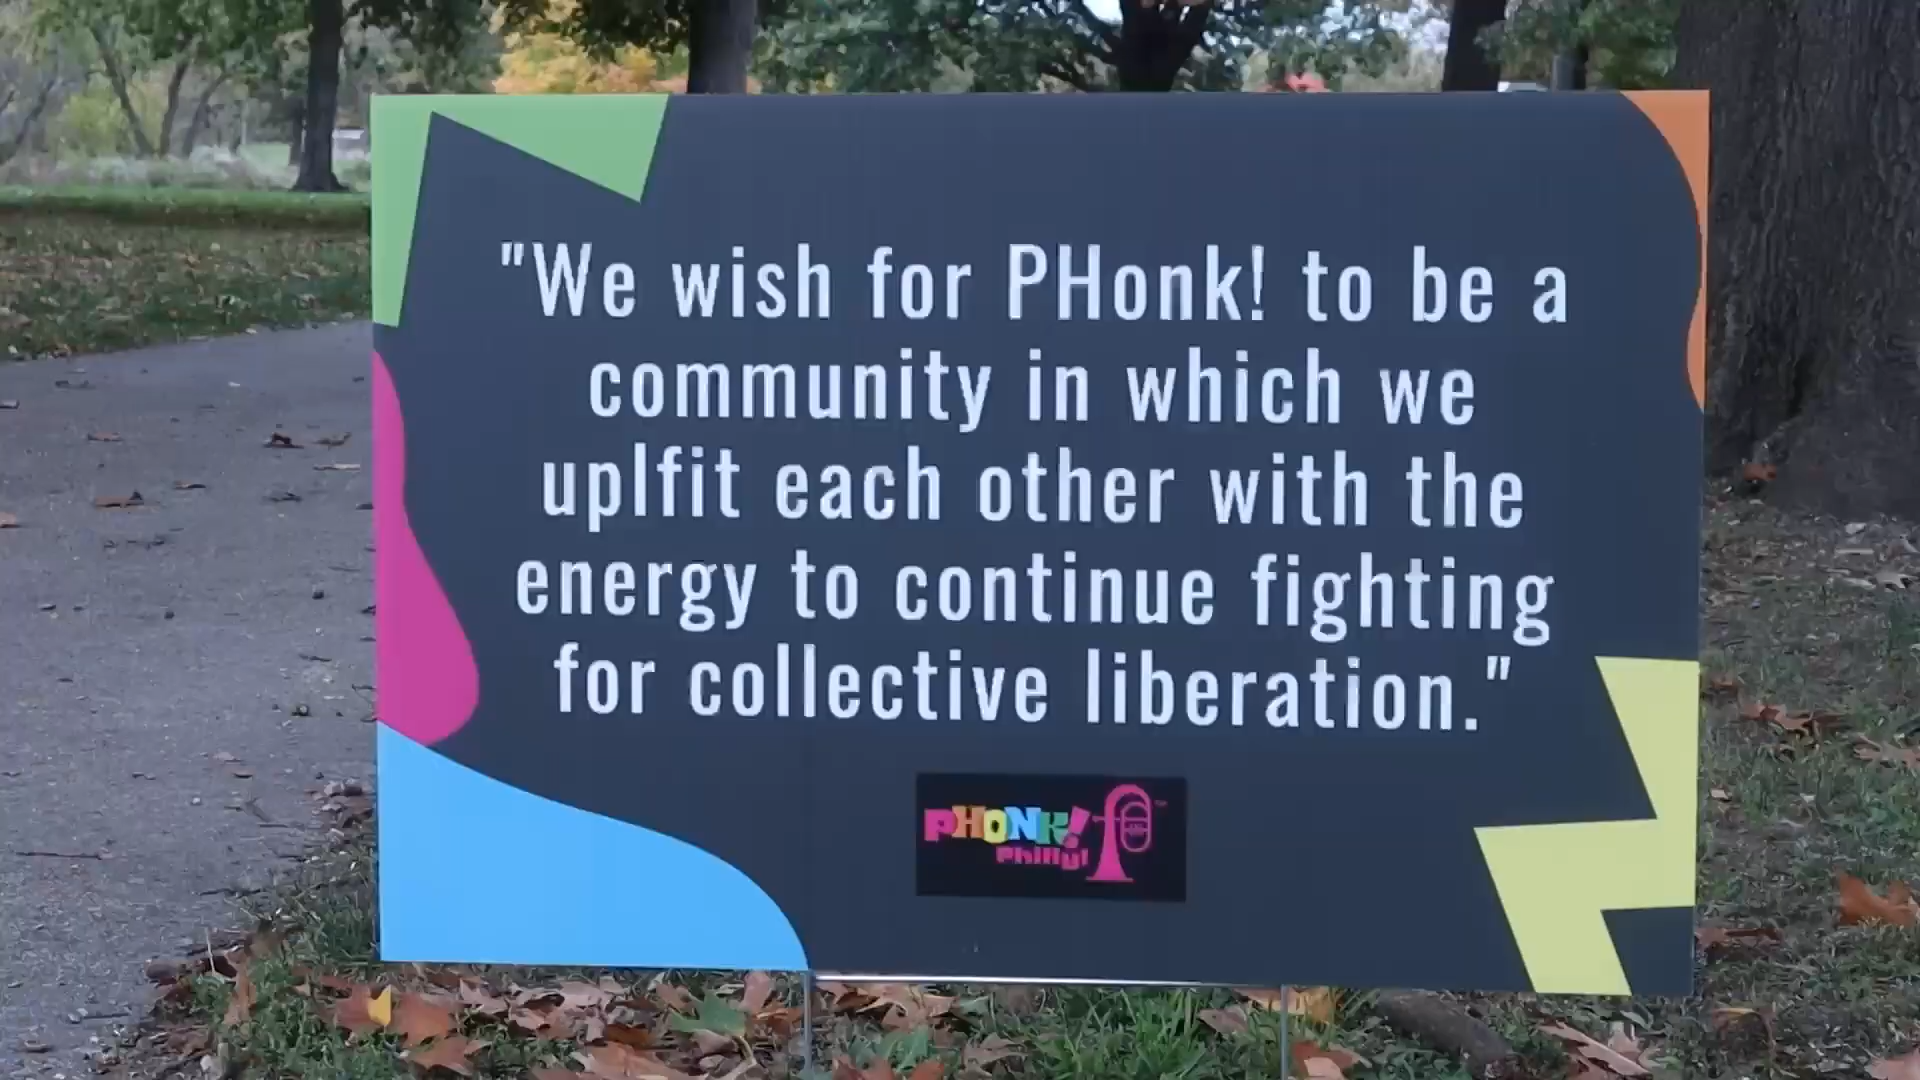 "We wish for PHonk! to be a
community in which we
uplfit each other with the
energy to continue fighting
for collective liberation."
PHONK!
Philly!